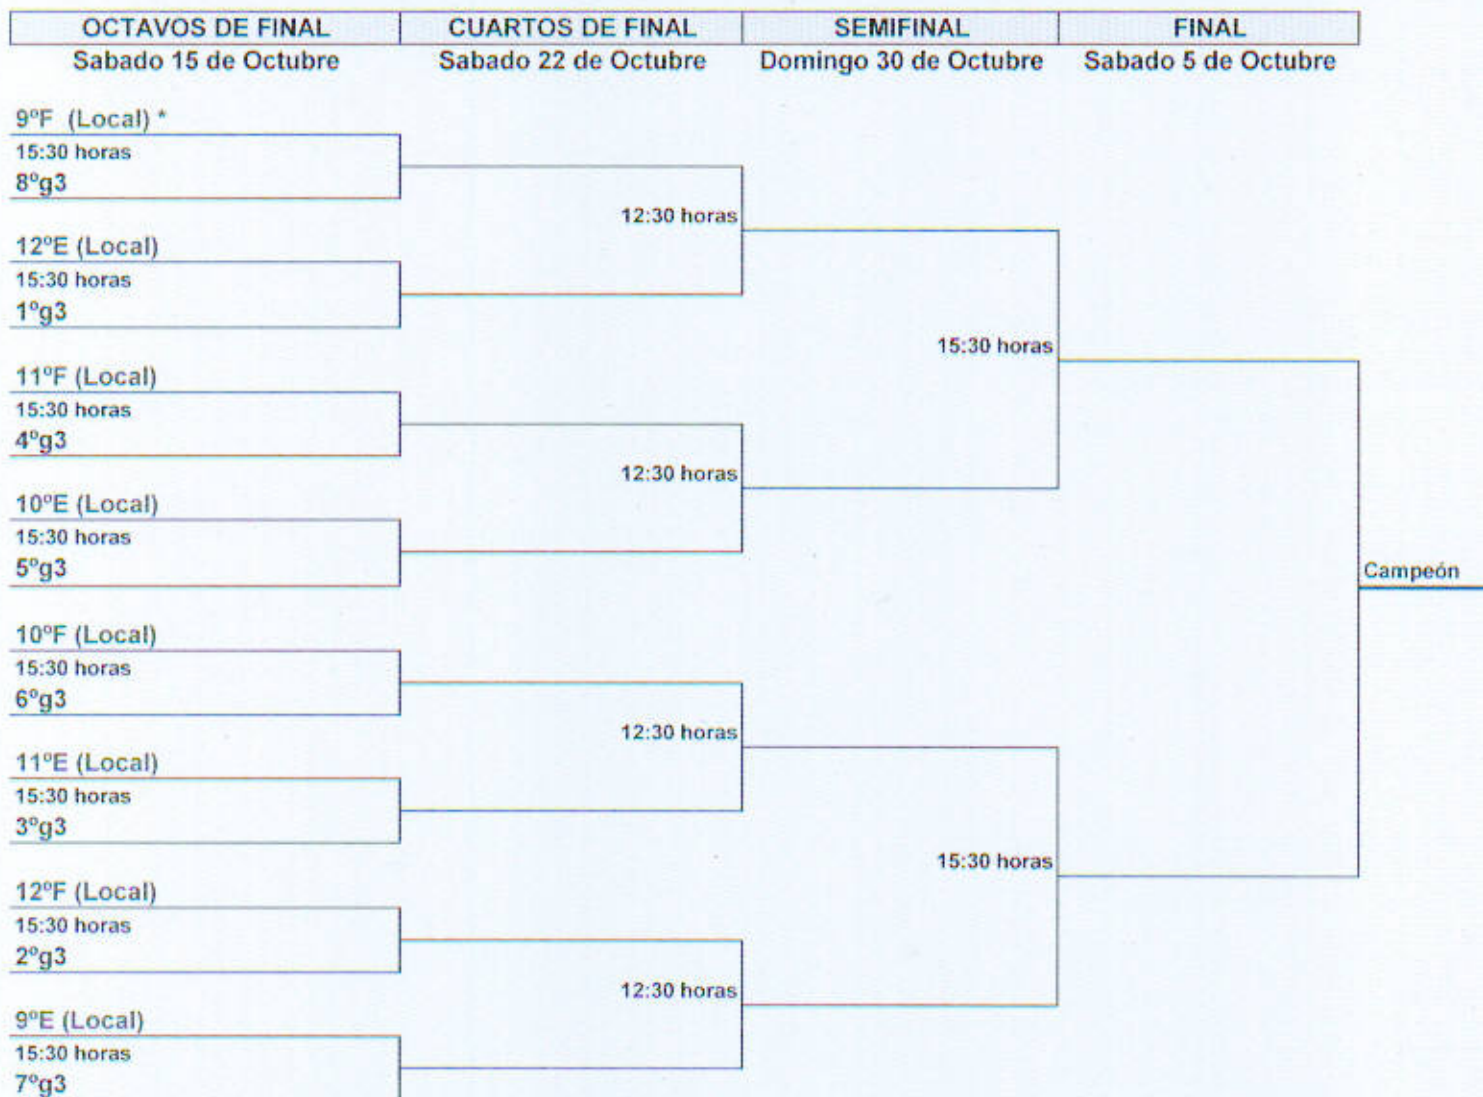 OCTAVOS DE FINAL CUARTOS DE FINAL SEMIFINAL FINAL
Sabado 15 de Octubre Sabado 22 de Octubre Domingo 30 de Octubre Sabado 5 de Octubre
9ºF (Local) *
15:30 horas
8ºg3
12:30 horas
12ºE (Local)
15:30 horas
1ºg3
15:30 horas
11ºF (Local)
15:30 horas
4ºg3
12:30 horas
10ºE (Local)
15:30 horas
5ºg3
Campeón
10ºF (Local)
15:30 horas
6ºg3
12:30 horas
11ºE (Local)
15:30 horas
3ºg3
15:30 horas
12ºF (Local)
15:30 horas
2ºg3
12:30 horas
9ºE (Local)
15:30 horas
7ºg3